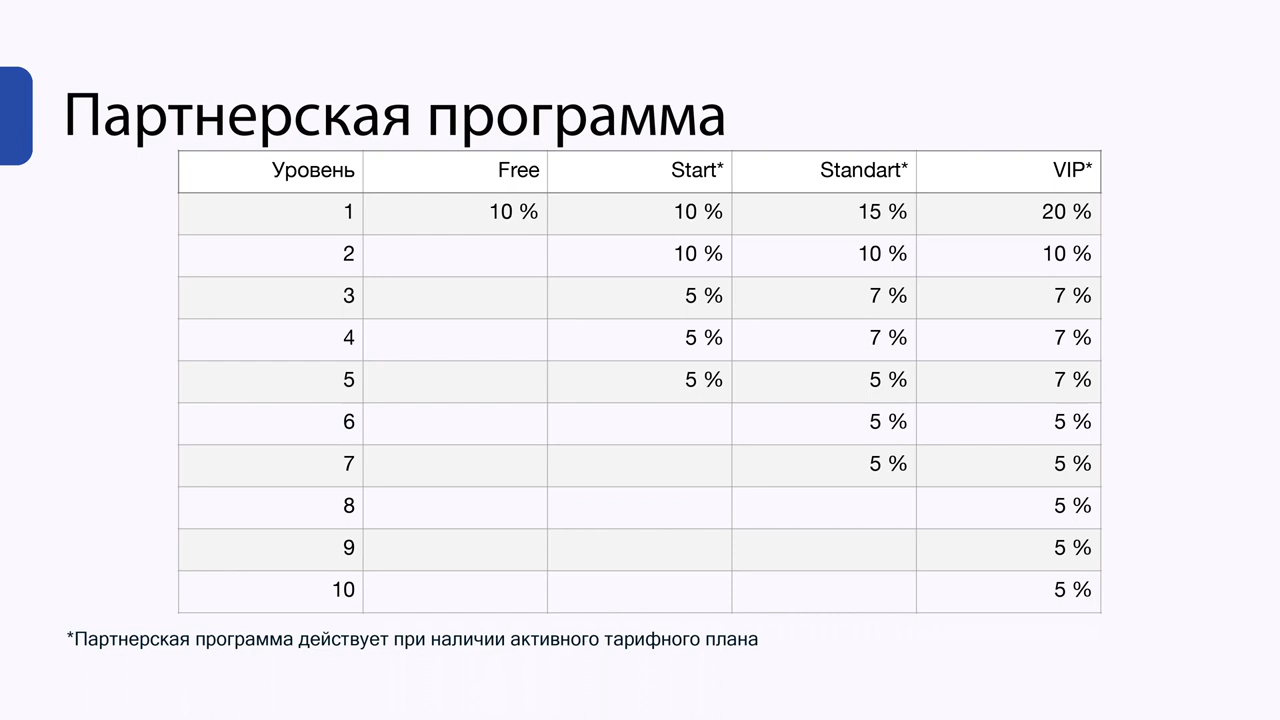 Партнерская программа
Уровень Free Start* Standart* VIP*
1 10 % 10 % 15 % 20 %
2 10 % 10 % 10 %
3 5 % 7 % 7 %
4 5 % 7 % 7 %
5 5 % 5 % 7 %
6 5 % 5 %
7 5 % 5 %
8 5 %
9 5 %
10 5 %
*Партнерская программа действует при наличии активного тарифного плана